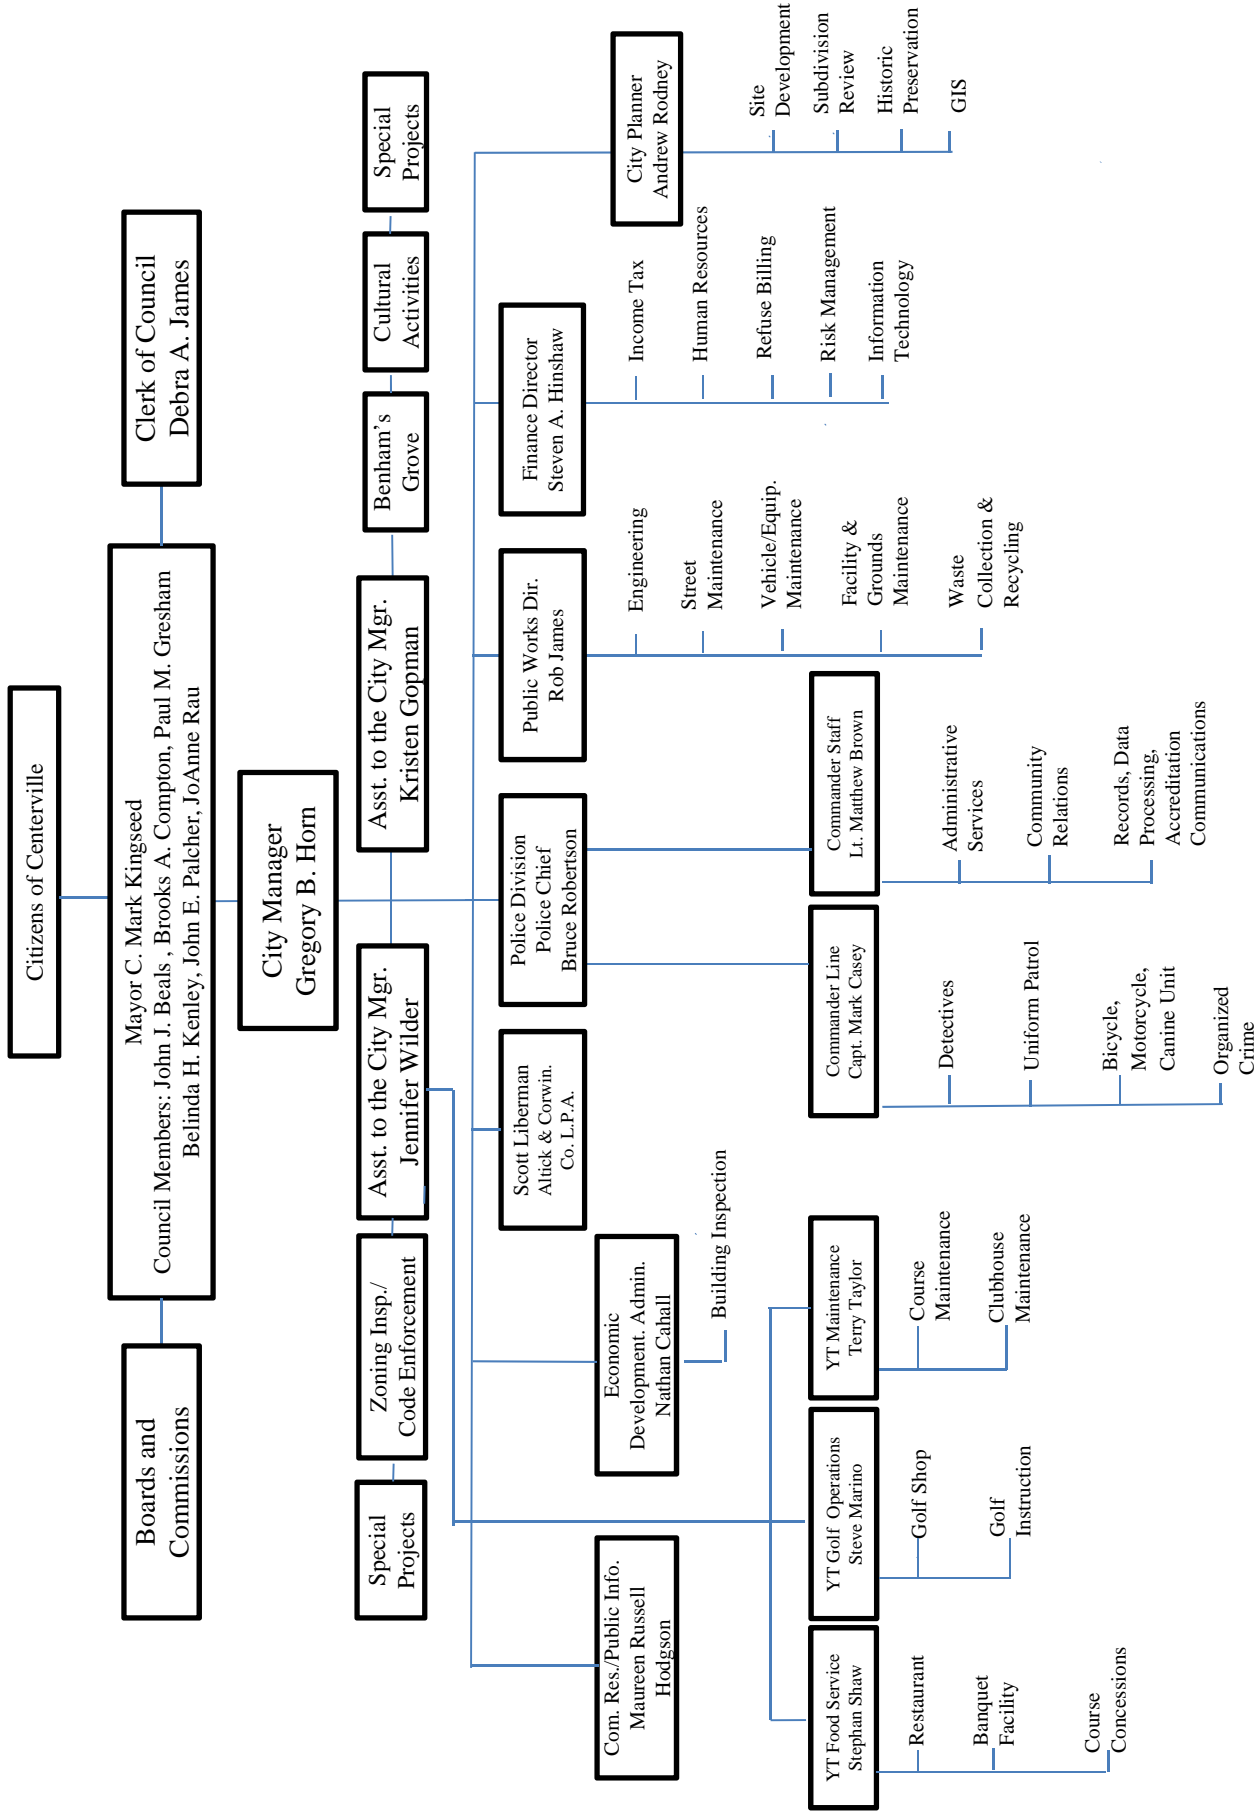 Citizens of Centerville
Boards and
Commissions
Mayor C. Mark Kingseed
Council Members: John J. Beals , Brooks A. Compton, Paul M. Gresham
Belinda H. Kenley, John E. Palcher, JoAnne Rau
Clerk of Council
Debra A. James
City Manager
Gregory B. Horn
Special
Projects
Zoning Insp./
Code Enforcement
Asst. to the City Mgr.
Jennifer Wilder
Asst. to the City Mgr.
Kristen Gopman
Benham's
Grove
Cultural
Activities
Special
Projects
Com. Res./Public Info.
Maureen Russell
Hodgson
Economic
Development. Admin.
Nathan Cahall
Building Inspection
Scott Liberman
Altick & Corwin.
Co. L.P.A.
Police Division
Police Chief
Bruce Robertson
Public Works Dir.
Rob James
Engineering
Street
Maintenance
Vehicle/Equip.
Maintenance
Facility &
Grounds
Maintenance
Waste
Collection &
Recycling
Finance Director
Steven A. Hinshaw
Income Tax
Human Resources
Refuse Billing
Risk Management
Information
Technology
City Planner
Andrew Rodney
Site
Development
Subdivision
Review
Historic
Preservation
GIS
YT Food Service
Stephan Shaw
Restaurant
Banquet
Facility
Course
Concessions
YT Golf Operations
Steve Marino
Golf Shop
Golf
Instruction
YT Maintenance
Terry Taylor
Course
Maintenance
Clubhouse
Maintenance
Commander Line
Capt. Mark Casey
Detectives
Uniform Patrol
Bicycle,
Motorcycle,
Canine Unit
Organized
Crime
Commander Staff
Lt. Matthew Brown
Administrative
Services
Community
Relations
Records, Data
Processing,
Accreditation
Communications